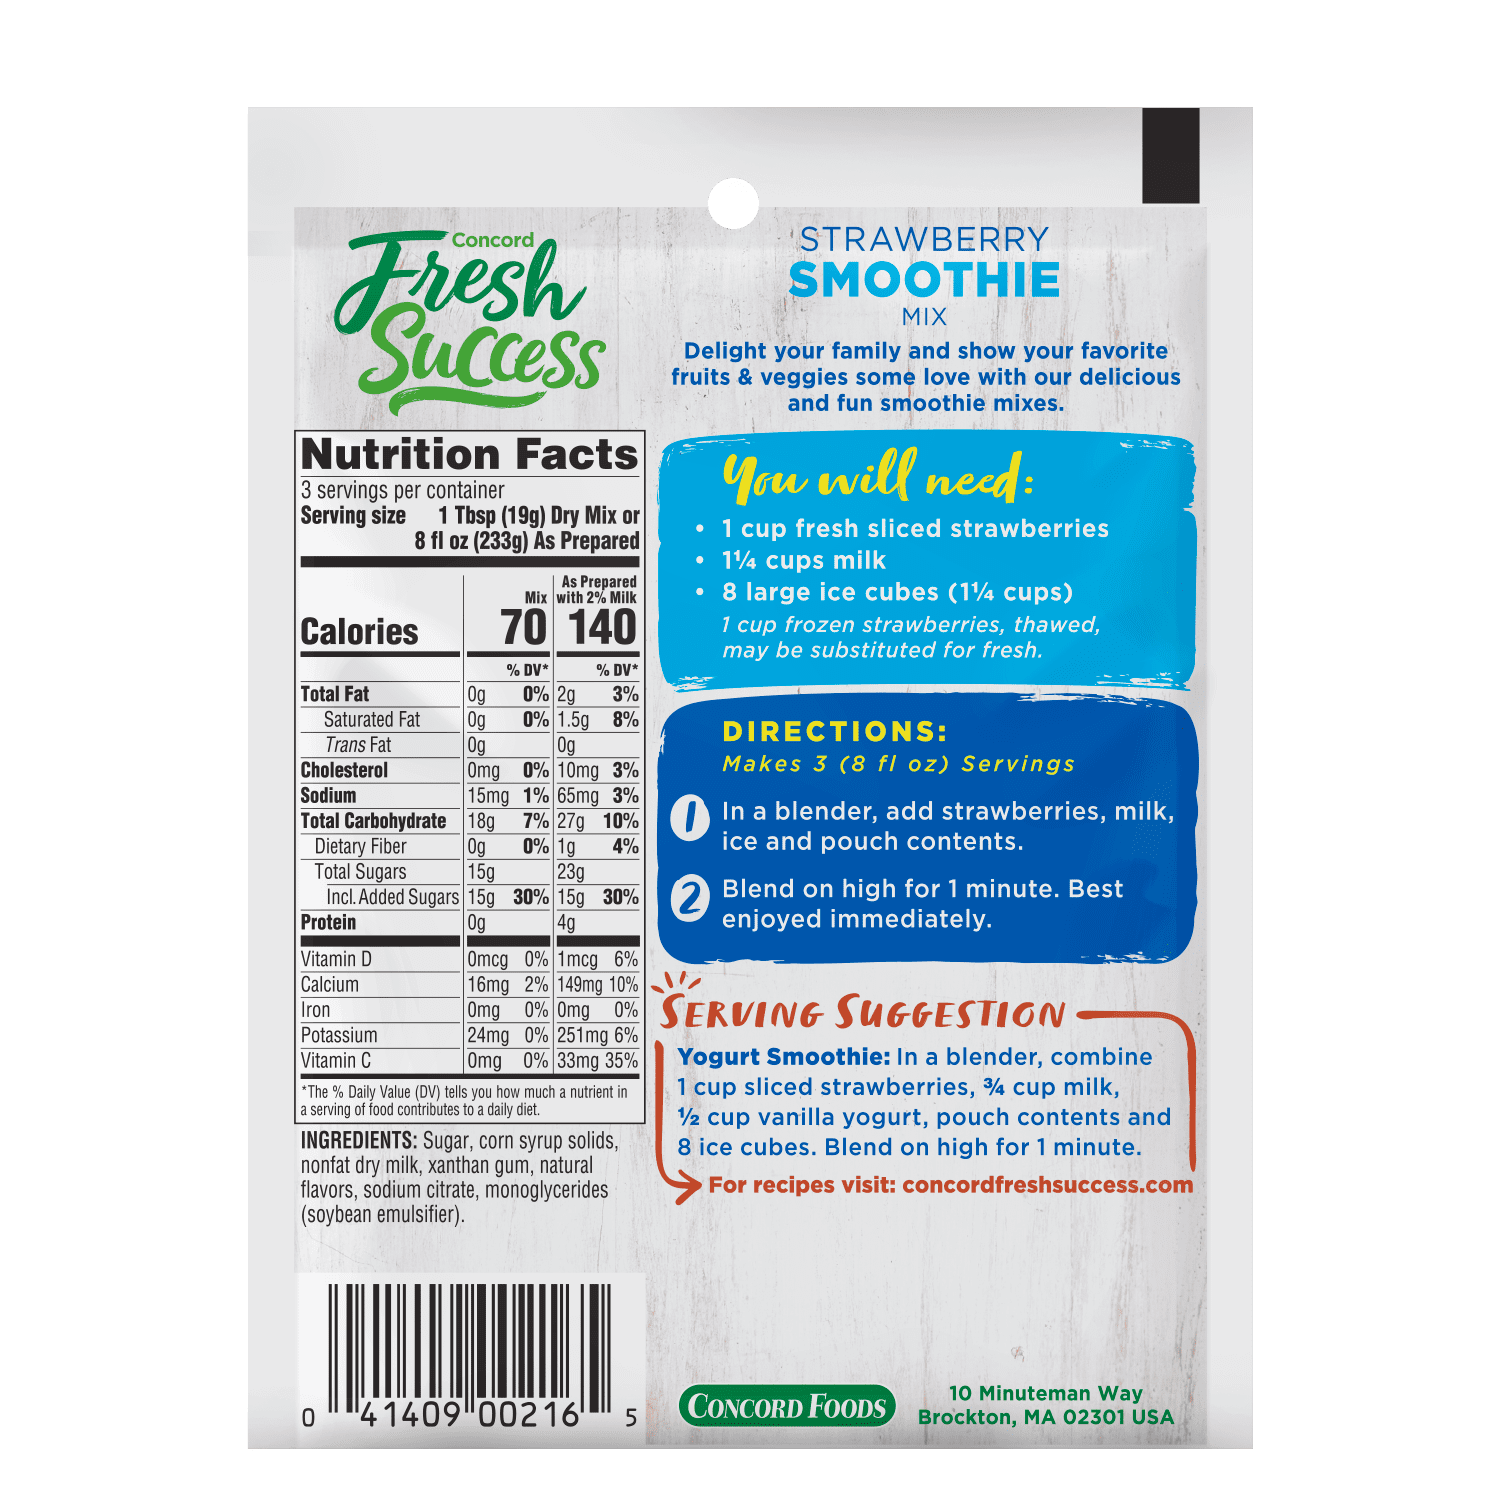 Concord
Fresh
Success
Nutrition Facts
3 servings per container
Serving size 1 Tbsp (19g) Dry Mix or
8 fl oz (233g) As Prepared
As Prepared
Mix with 2% Milk
Calories 70 140
% DV* % DV*
Total Fat 0g 0% 2g 3%
Saturated Fat 0g 0% 1.5g 8%
Trans Fat 0g 0g
Cholesterol 0mg 0% 10mg 3%
Sodium 15mg 1% 65mg 3%
Total Carbohydrate 18g 7% 27g 10%
Dietary Fiber 0g 0% 1g 4%
Total Sugars 15g 23g
Incl. Added Sugars 15g 30% 15g 30%
Protein 0g 4g
Vitamin D 0mcg 0% 1mcg 6%
Calcium 16mg 2% 149mg 10%
Iron 0mg 0% 0mg 0%
Potassium 24mg 0% 251mg 6%
Vitamin C 0mg 0% 33mg 35%
*The % Daily Value (DV) tells you how much a nutrient in
a serving of food contributes to a daily diet.
INGREDIENTS: Sugar, corn syrup solids,
nonfat dry milk, xanthan gum, natural
flavors, sodium citrate, monoglycerides
(soybean emulsifier).
0 41409 00216 5
STRAWBERRY
SMOOTHIE
MIX
Delight your family and show your favorite
fruits & veggies some love with our delicious
and fun smoothie mixes.
You will need:
• 1 cup fresh sliced strawberries
• 1¼ cups milk
• 8 large ice cubes (1¼ cups)
1 cup frozen strawberries, thawed,
may be substituted for fresh.
DIRECTIONS:
Makes 3 (8 fl oz) Servings
1 In a blender, add strawberries, milk,
ice and pouch contents.
2 Blend on high for 1 minute. Best
enjoyed immediately.
SERVING SUGGESTION
Yogurt Smoothie: In a blender, combine
1 cup sliced strawberries, ¾ cup milk,
½ cup vanilla yogurt, pouch contents and
8 ice cubes. Blend on high for 1 minute.
For recipes visit: concordfreshsuccess.com
CONCORD FOODS
10 Minuteman Way
Brockton, MA 02301 USA